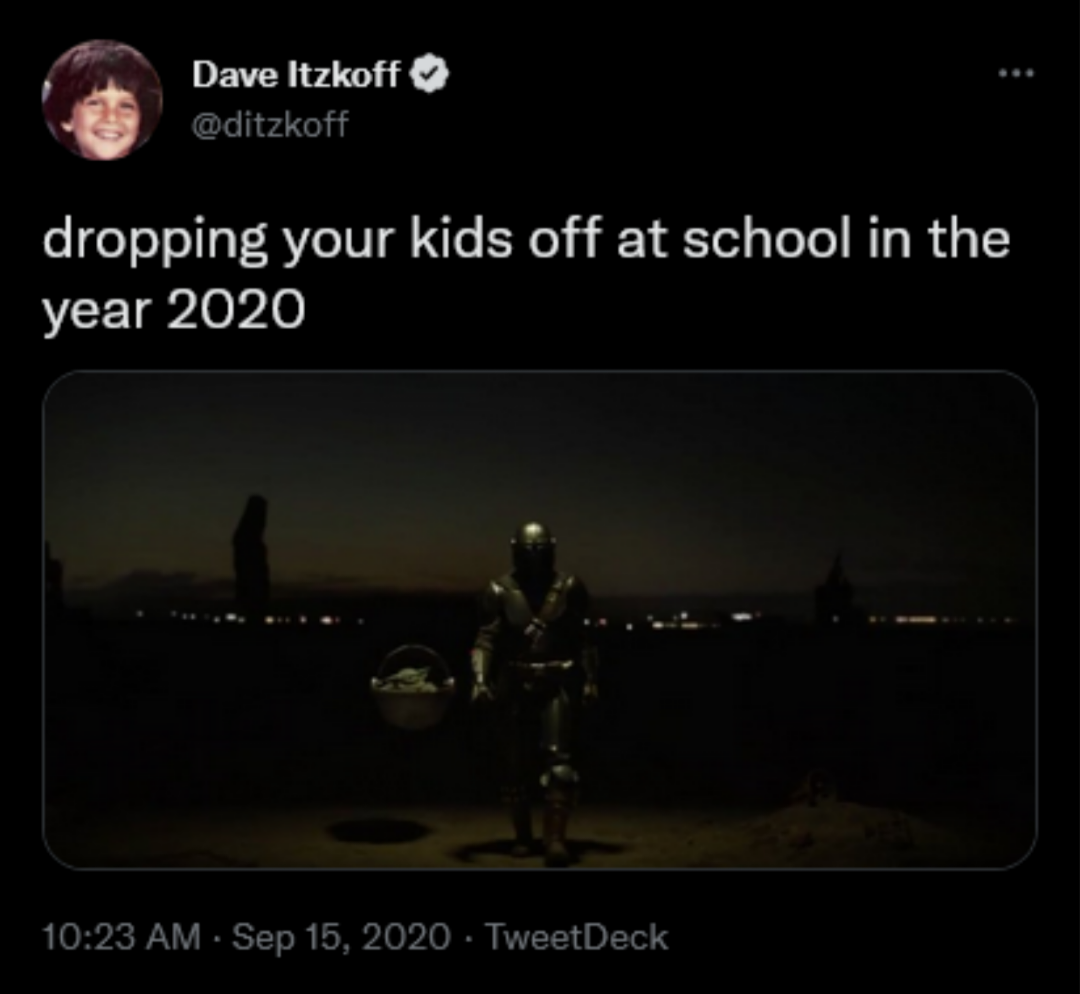 Dave Itzkoff
@ditzkoff
dropping your kids off at school in the
year 2020
10:23 AM · Sep 15, 2020 · TweetDeck